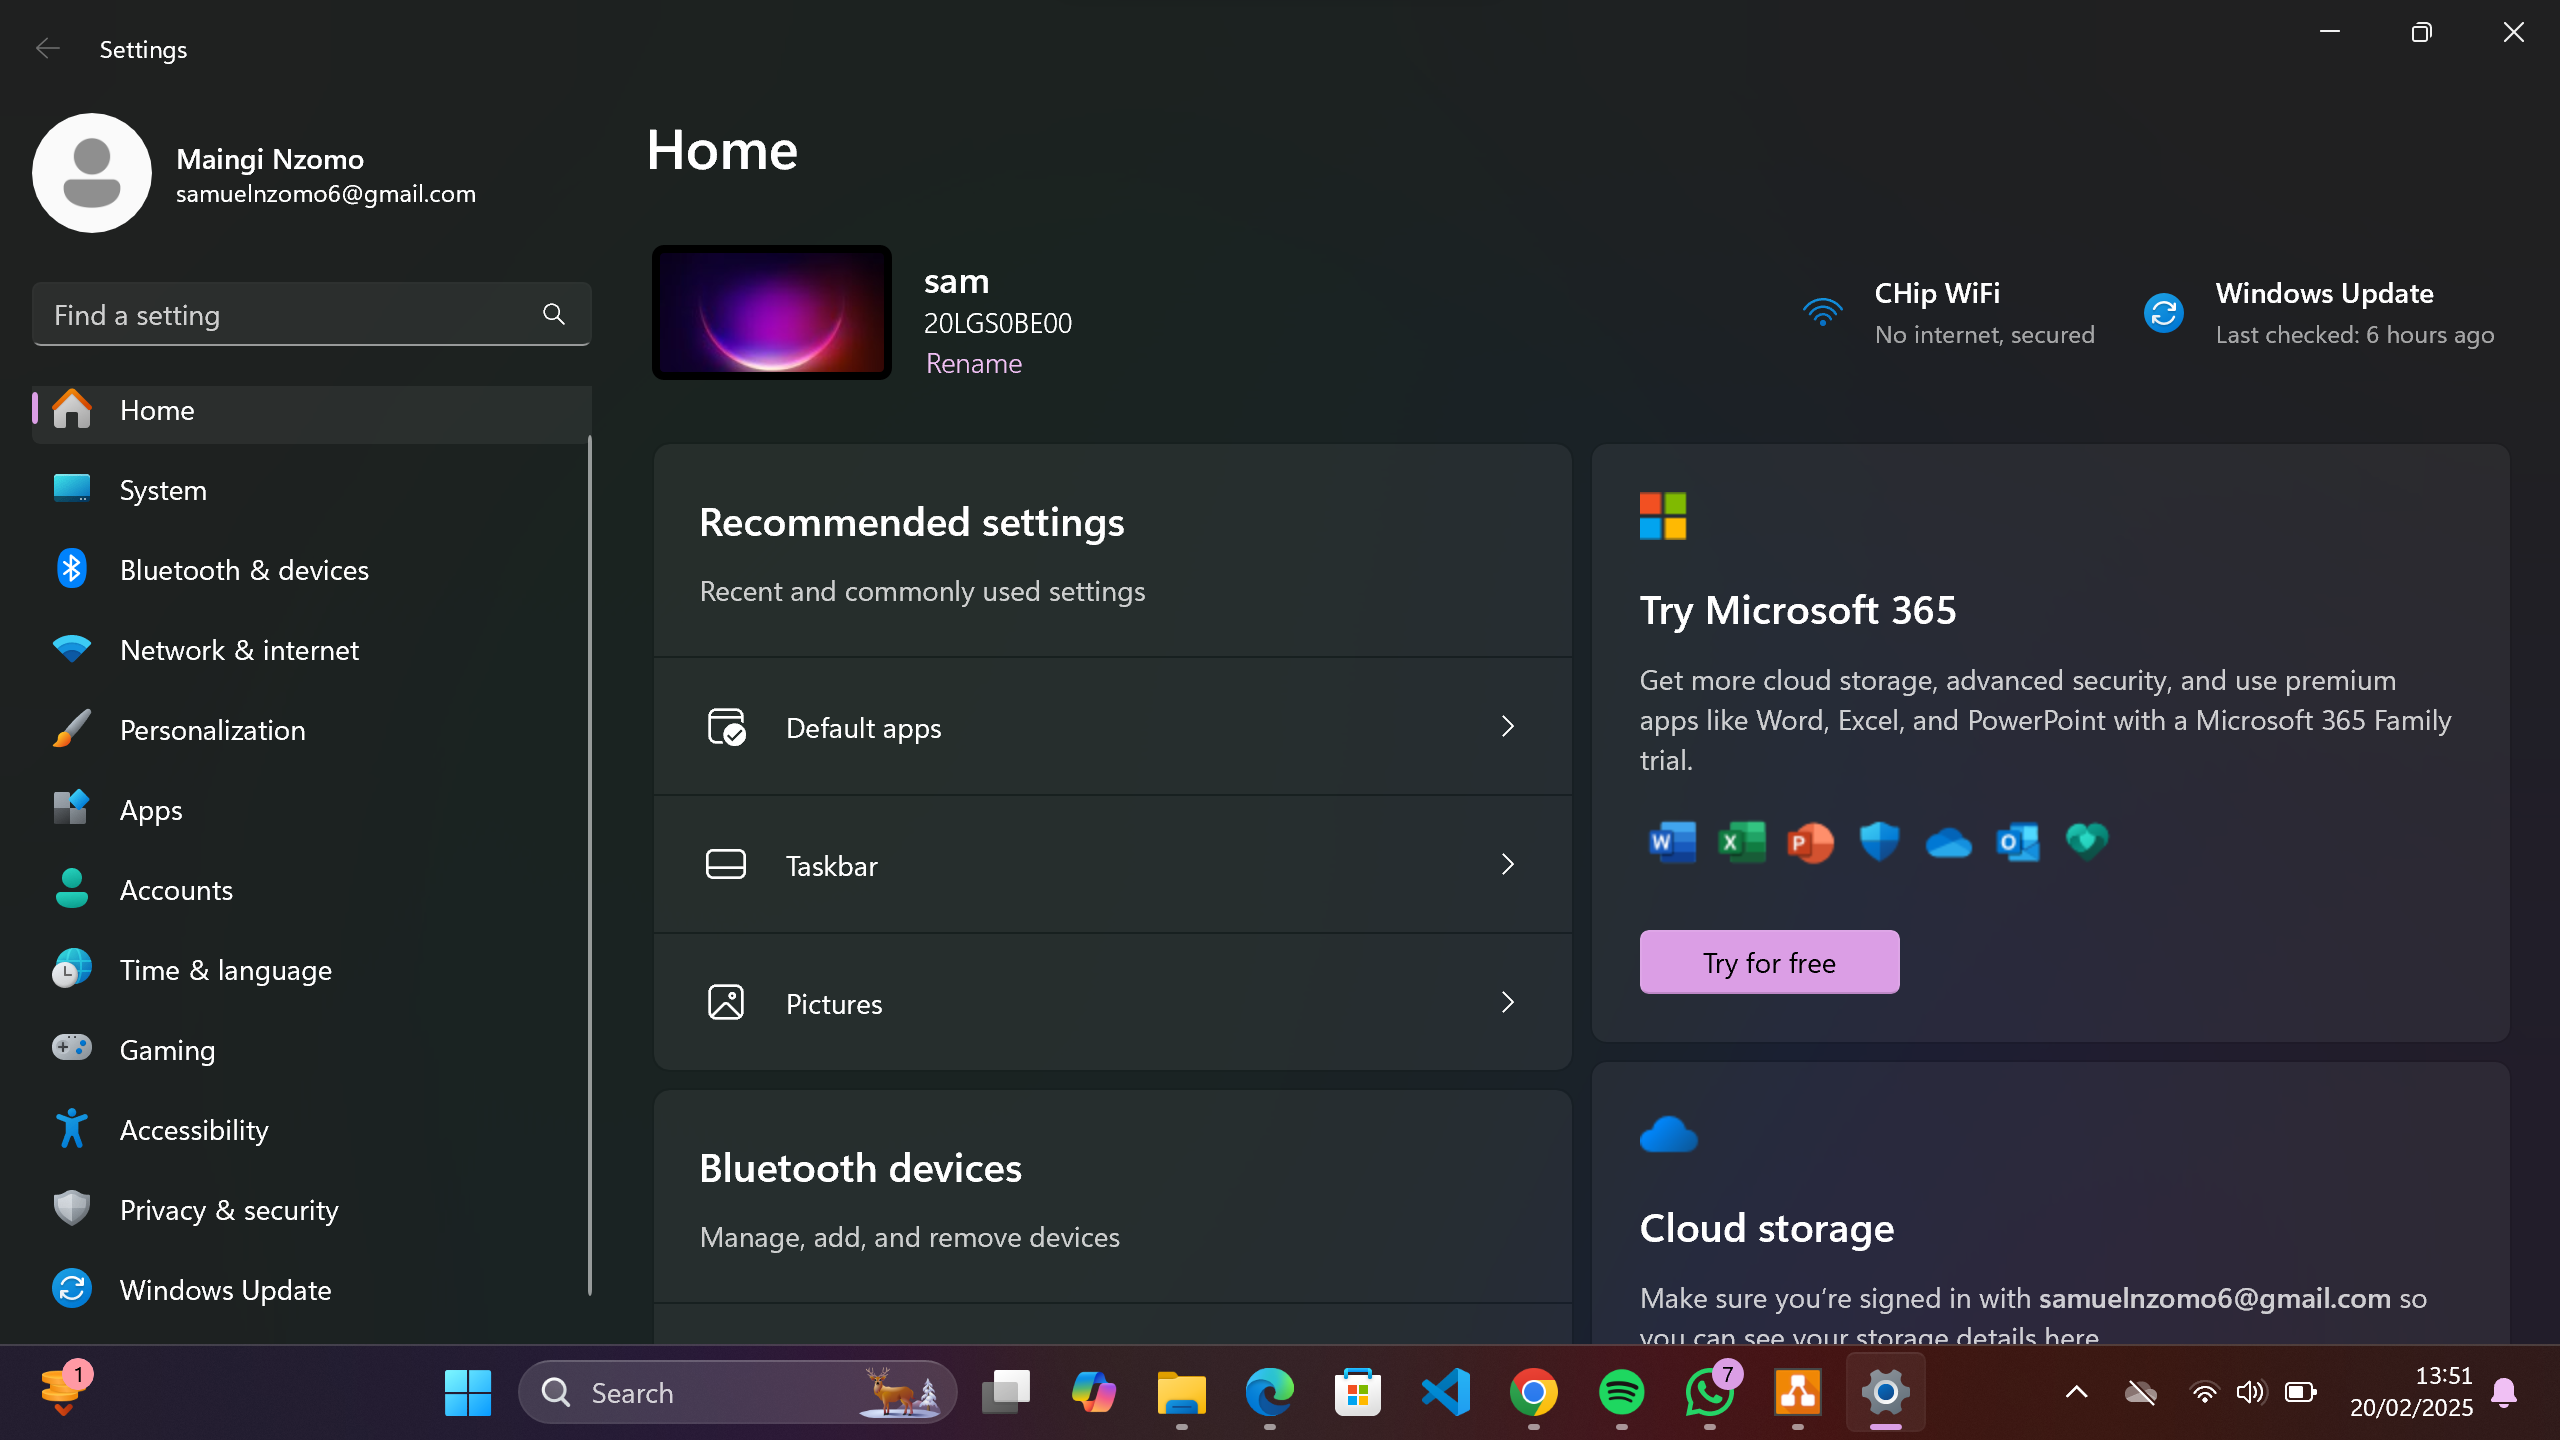 Settings
Maingi Nzomo
samuelnzomo6@gmail.com
Find a setting
Home
System
Bluetooth & devices
Network & internet
Personalization
Apps
Accounts
Time & language
Gaming
Accessibility
Privacy & security
Windows Update
Home
sam
20LGS0BE00
Rename
CHip WiFi
No internet, secured
Windows Update
Last checked: 6 hours ago
Recommended settings
Recent and commonly used settings
Default apps
Taskbar
Pictures
Bluetooth devices
Manage, add, and remove devices
Try Microsoft 365
Get more cloud storage, advanced security, and use premium
apps like Word, Excel, and PowerPoint with a Microsoft 365 Family
trial.
W X P O
Try for free
Cloud storage
Make sure you're signed in with samuelnzomo6@gmail.com so
you can see your storage details here
1
Search
7
13:51
20/02/2025